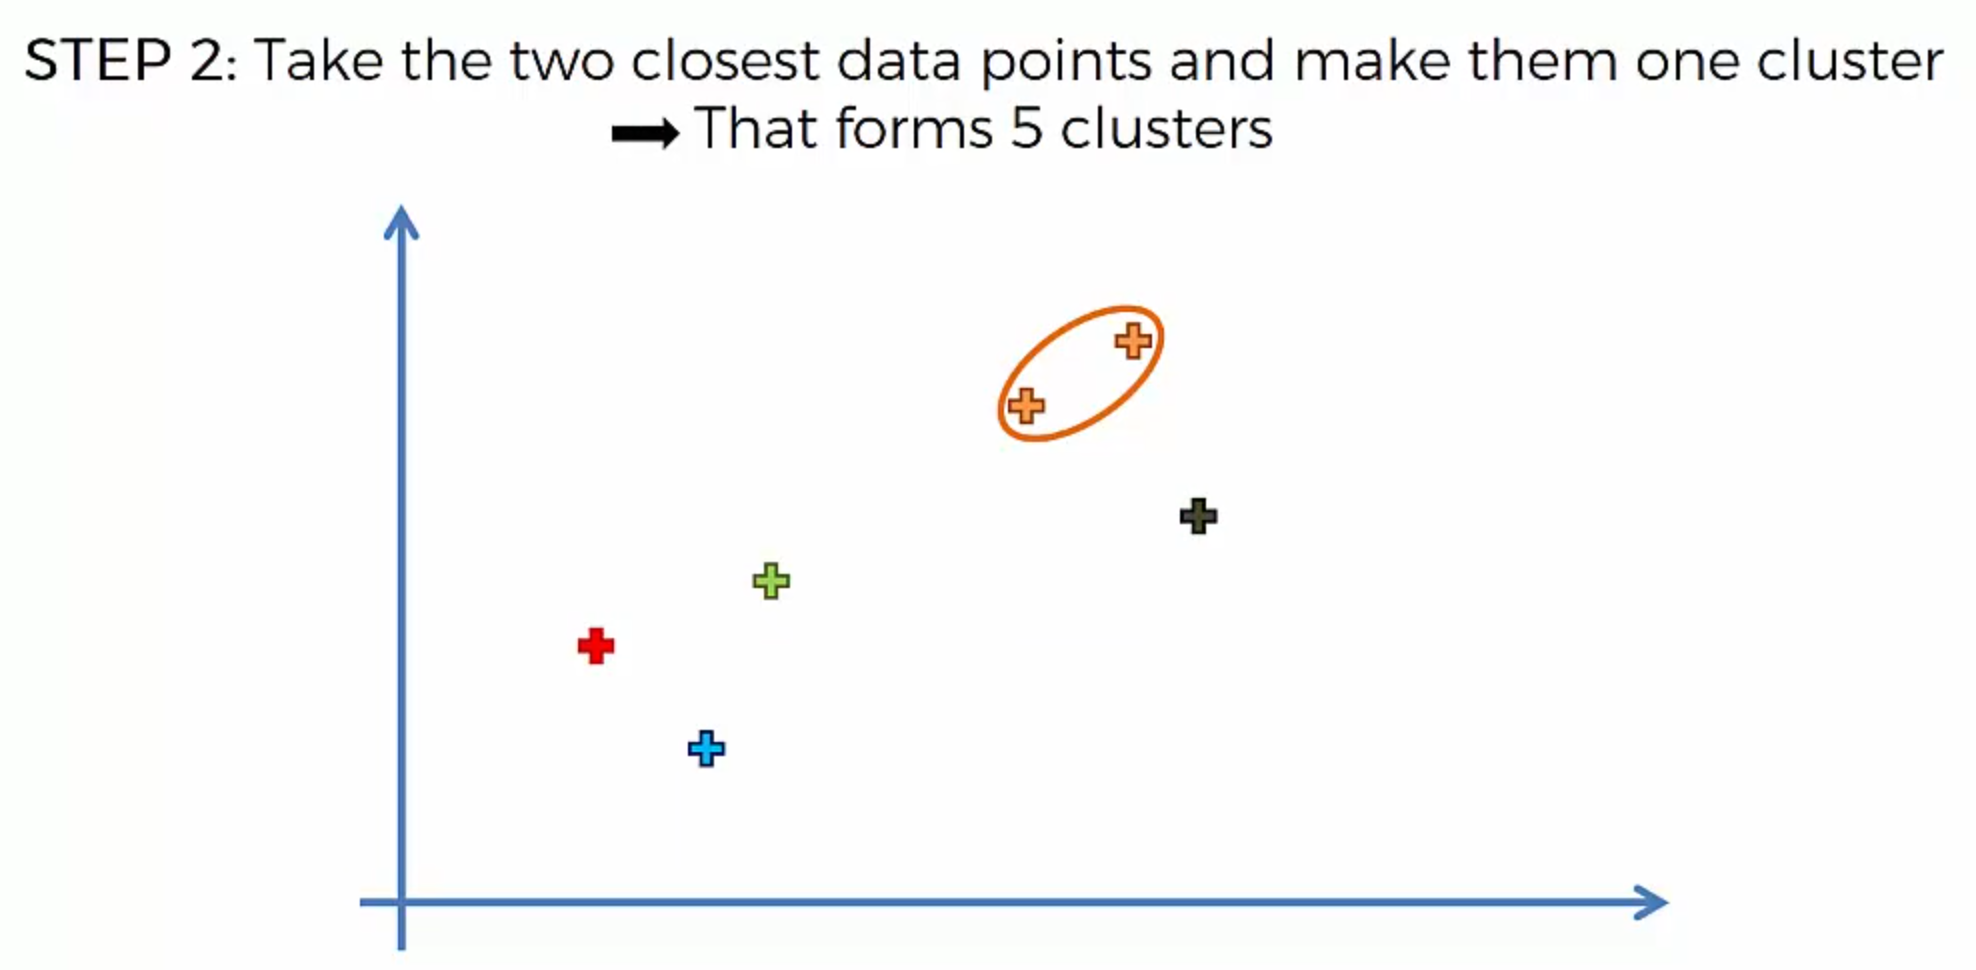 STEP 2: Take the two closest data points and make them one cluster
➡ That forms 5 clusters